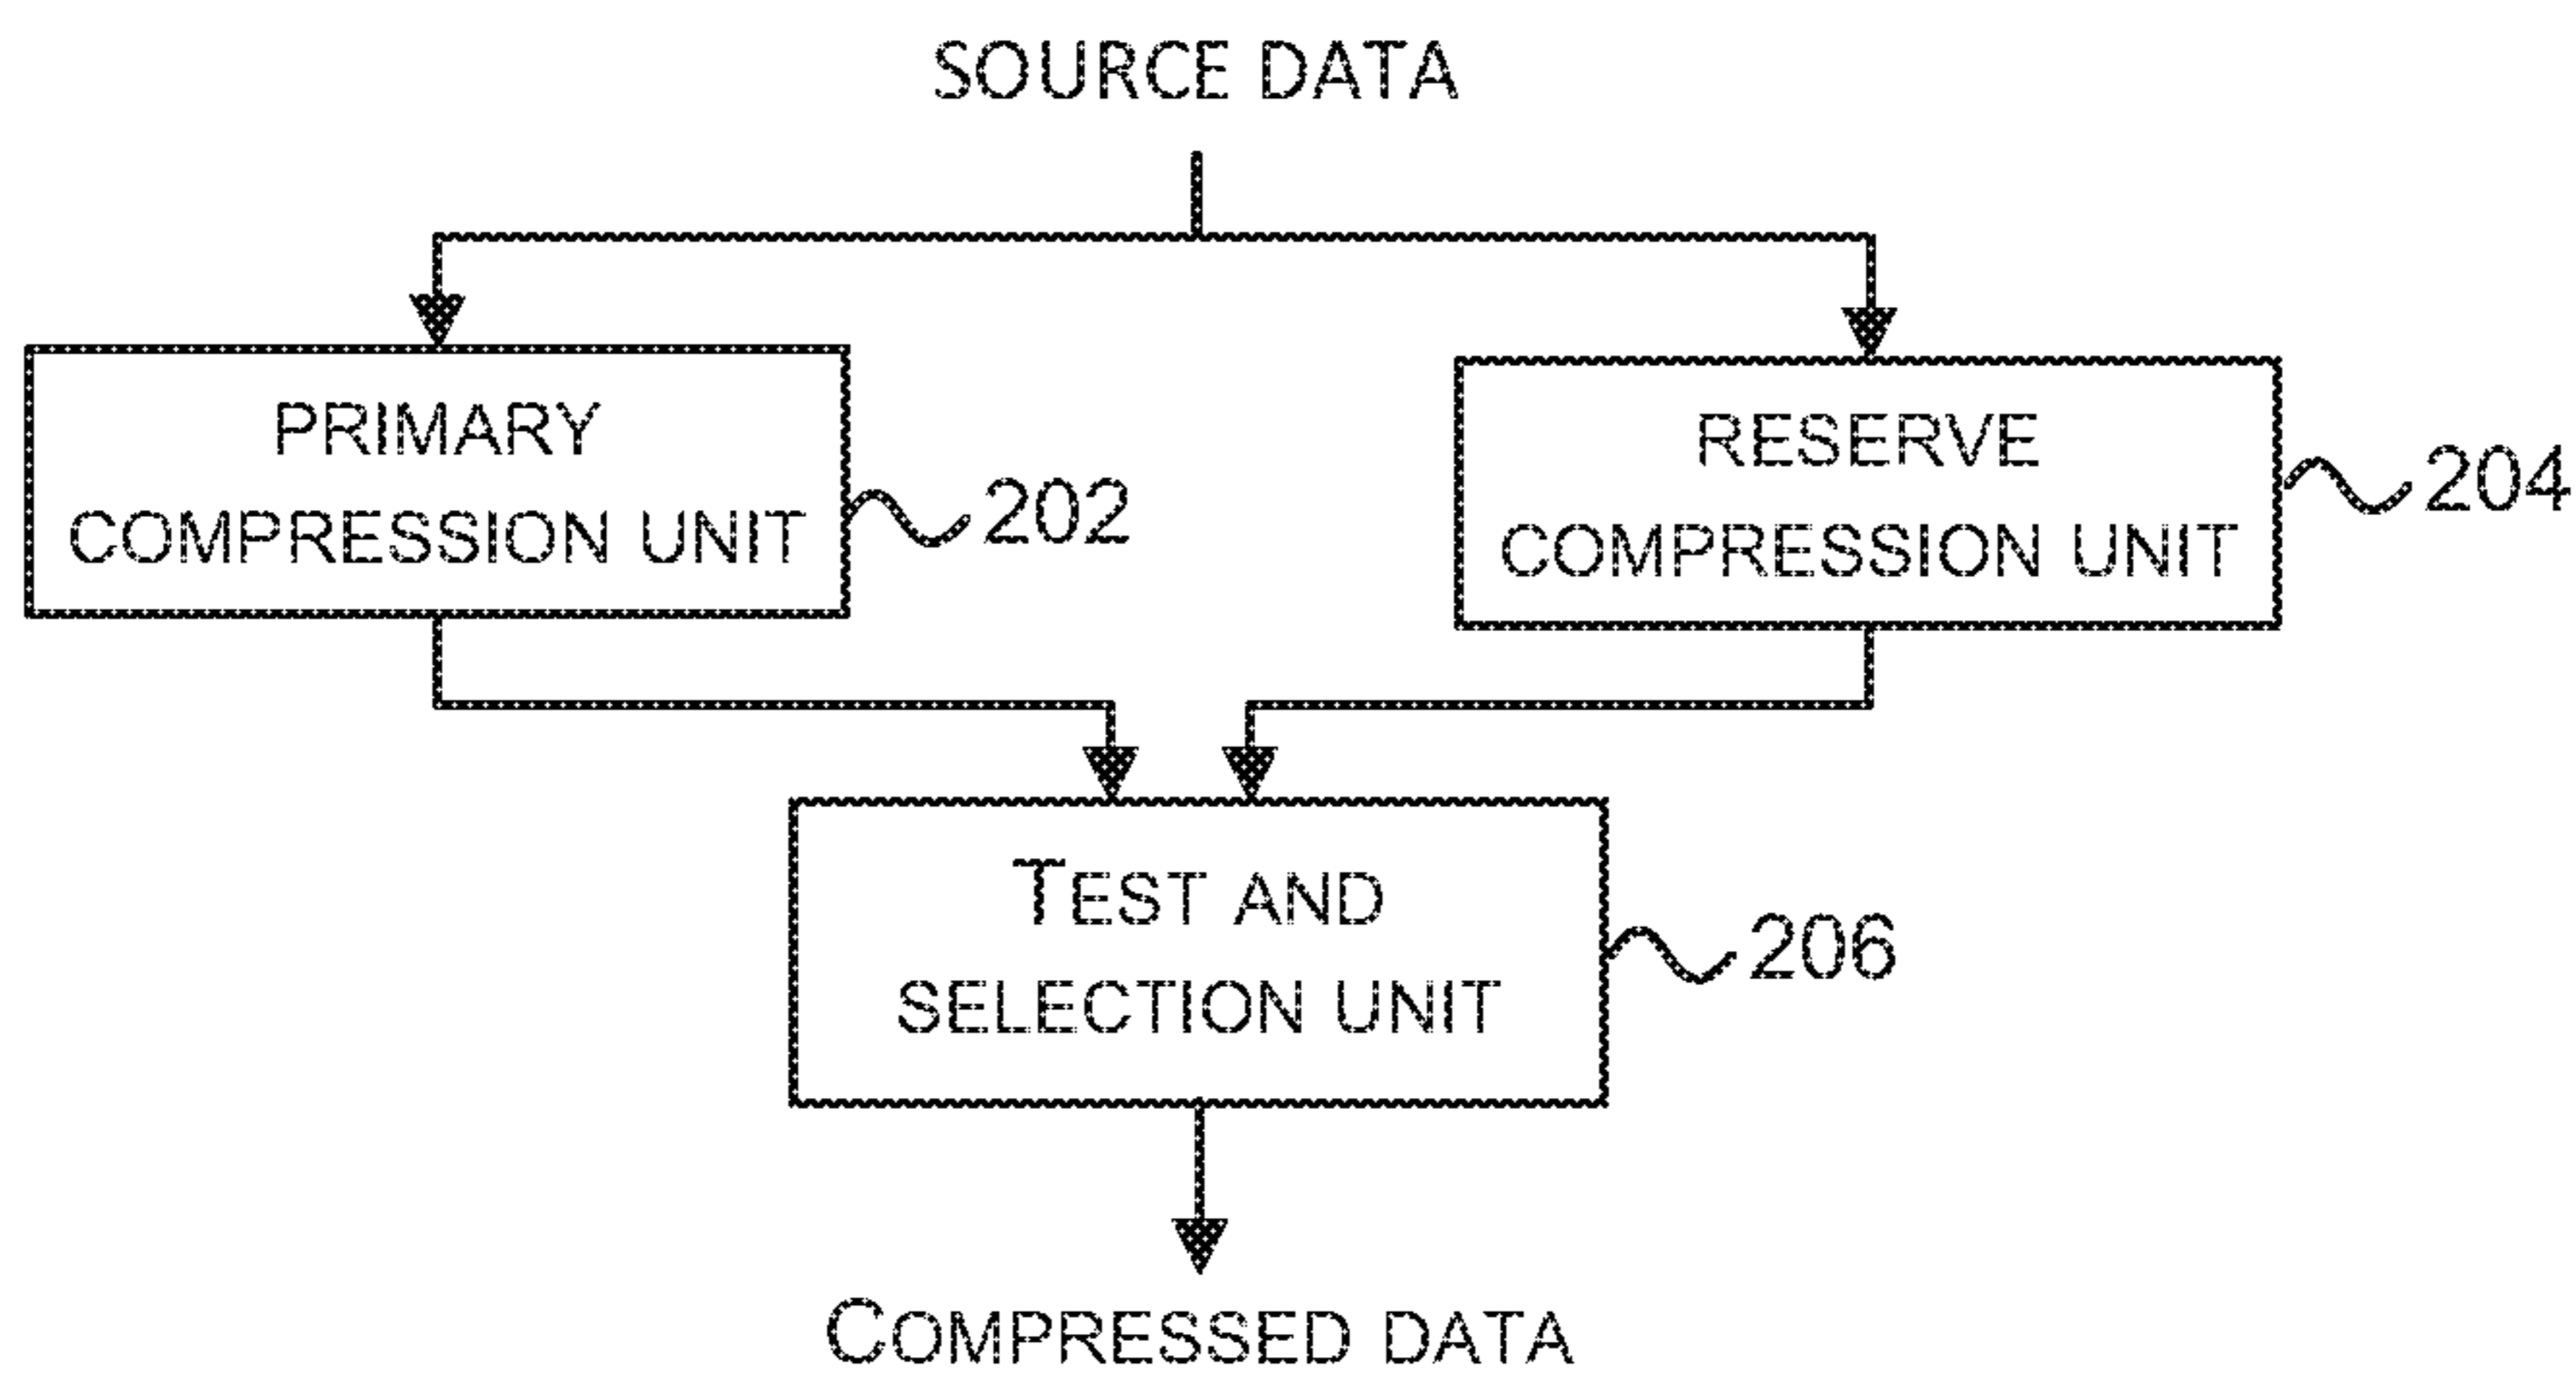 SOURCE DATA
PRIMARY
COMPRESSION UNIT
202
RESERVE
COMPRESSION UNIT
204
TEST AND
SELECTION UNIT
206
COMPRESSED DATA